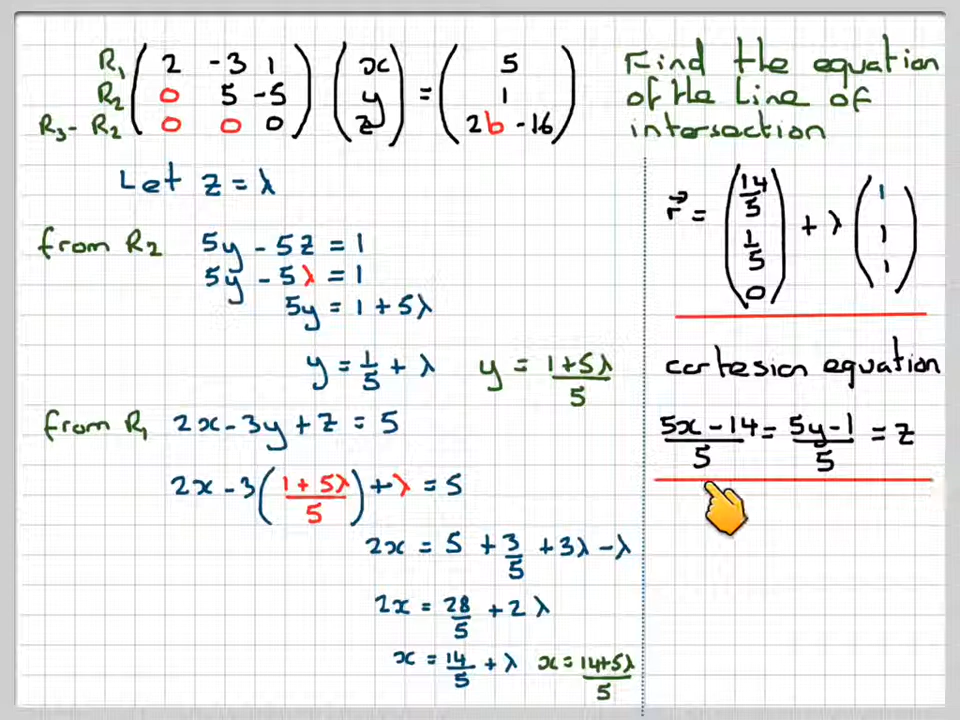 R₁ ( 2 -3 1 ) ( x ) = ( 5 )
R₂ ( 0 5 -5 ) ( y ) = ( 1 )
R₃ - R₂ ( 0 0 0 ) ( z ) = ( 2b -16 )
Let z = λ
from R₂ 5y - 5z = 1
5y - 5λ = 1
5y = 1 + 5λ
y = 1/5 + λ y = (1+5λ)/5
from R₁ 2x - 3y + z = 5
2x - 3((1 + 5λ)/5) + λ = 5
2x = 5 + 3/5 + 3λ - λ
2x = 28/5 + 2λ
x = 14/5 + λ x = (14+5λ)/5
Find the equation
of the Line of
intersection
r⃗ = ( 14/5 1/5 0 ) + λ ( 1 1 1 )
cartesian equation
(5x - 14)/5 = (5y - 1)/5 = z